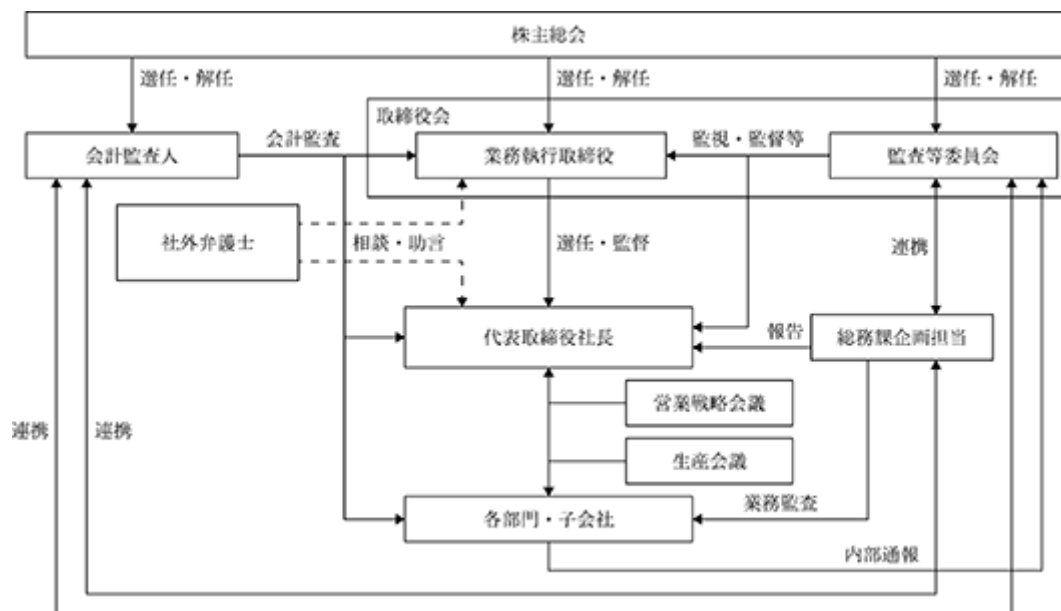 株主総会
選任・解任
選任・解任
選任・解任
取締役会
会計監査人
会計監査
業務執行取締役
監視・監督等
監査等委員会
社外弁護士
相談・助言
選任・監督
連携
代表取締役社長
報告
総務課企画担当
営業戦略会議
連携
連携
生産会議
各部門・子会社
業務監査
内部通報